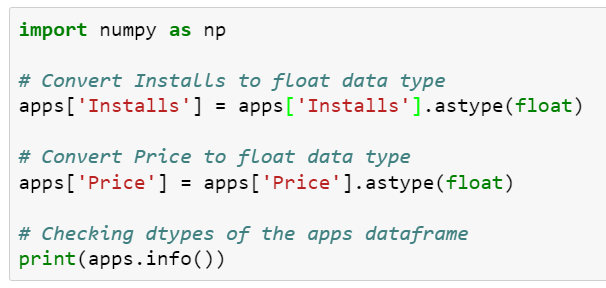 import numpy as np
# Convert Installs to float data type
apps['Installs'] = apps['Installs'].astype(float)
# Convert Price to float data type
apps['Price'] = apps['Price'].astype(float)
# Checking dtypes of the apps dataframe
print(apps.info())